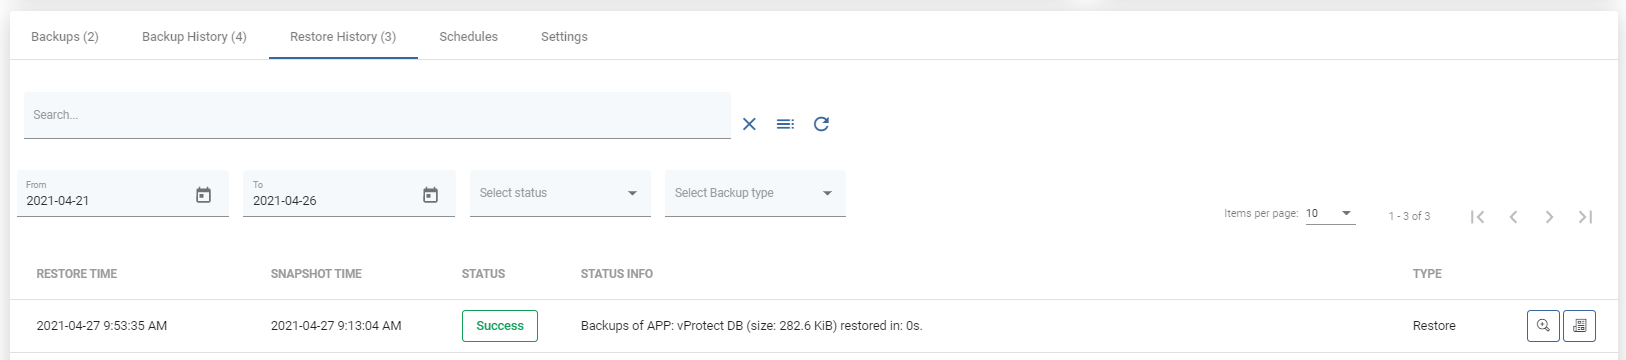 Backups (2) Backup History (4) Restore History (3) Schedules Settings
Search...
From To
2021-04-21 2021-04-26 Select status Select Backup type
Items per page: 10 1 - 3 of 3
RESTORE TIME SNAPSHOT TIME STATUS STATUS INFO TYPE
2021-04-27 9:53:35 AM 2021-04-27 9:13:04 AM Success Backups of APP: vProtect DB (size: 282.6 KiB) restored in: 0s. Restore